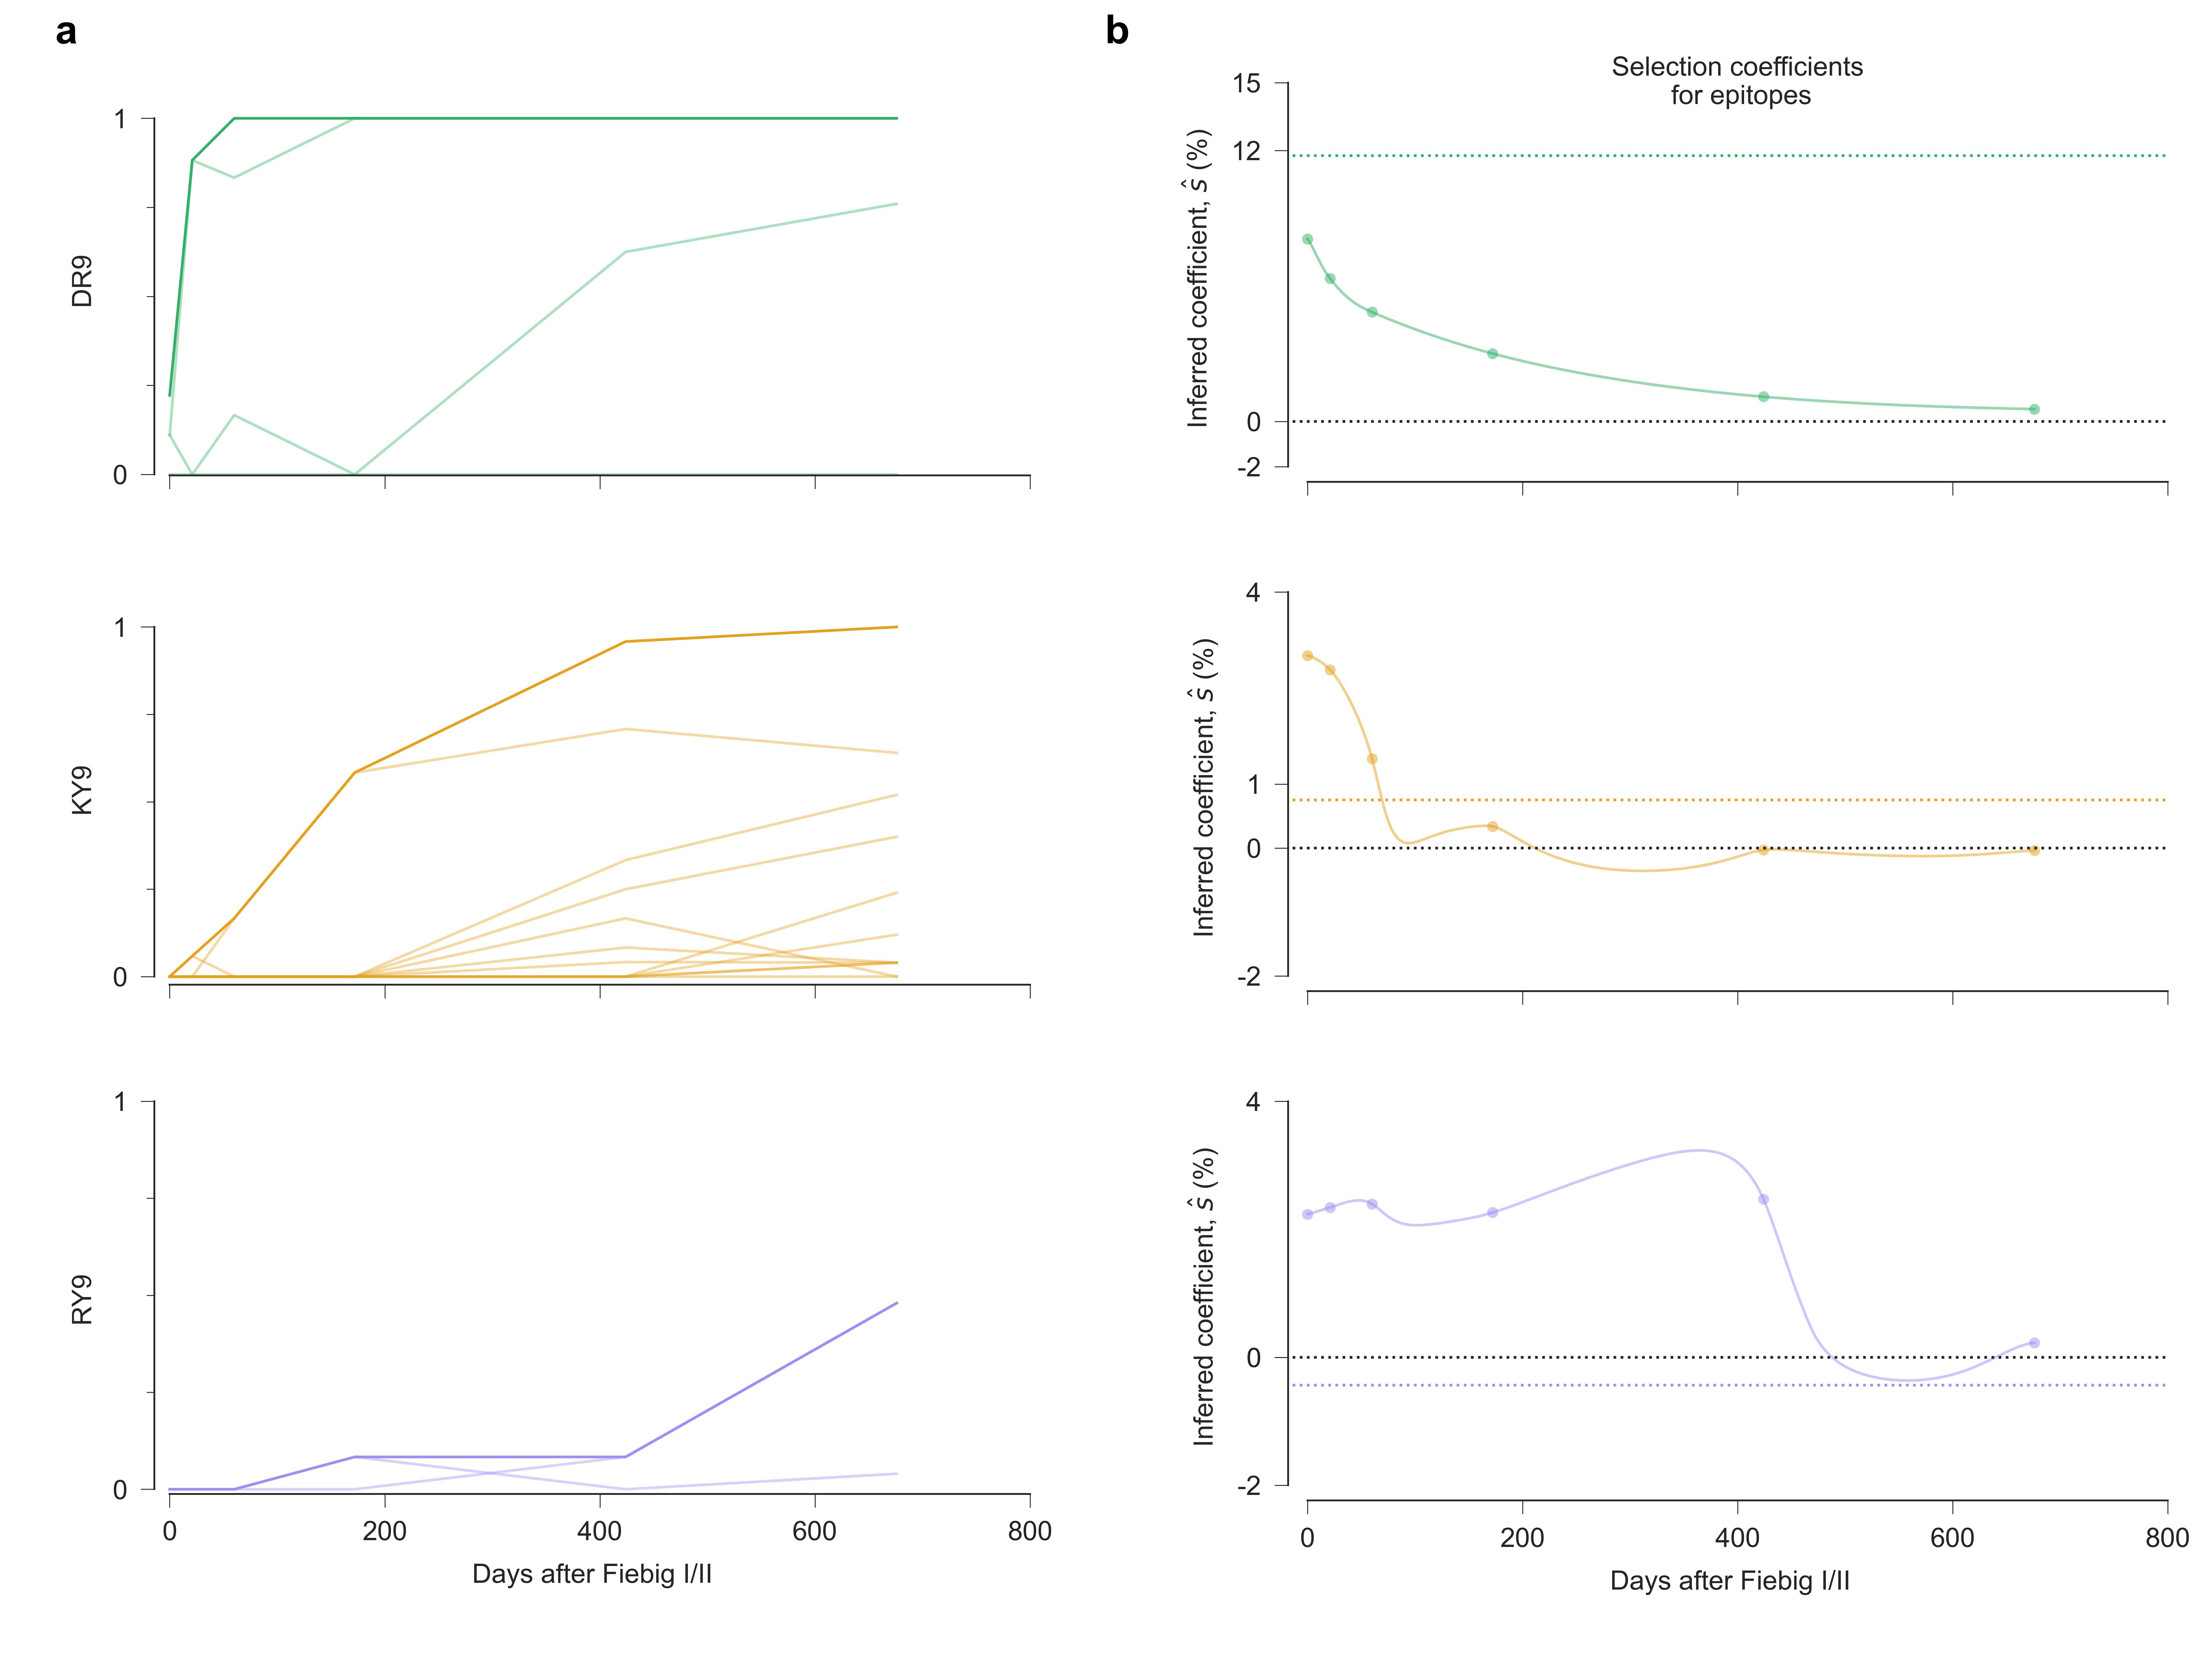 a
1
DR9
0
1
KY9
0
1
RY9
0
0 200 400 600 800
Days after Fiebig I/II
b
Selection coefficients
for epitopes
15
12
0
-2
Inferred coefficient, ŝ (%)
4
1
0
-2
Inferred coefficient, ŝ (%)
4
0
-2
Inferred coefficient, ŝ (%)
0 200 400 600 800
Days after Fiebig I/II